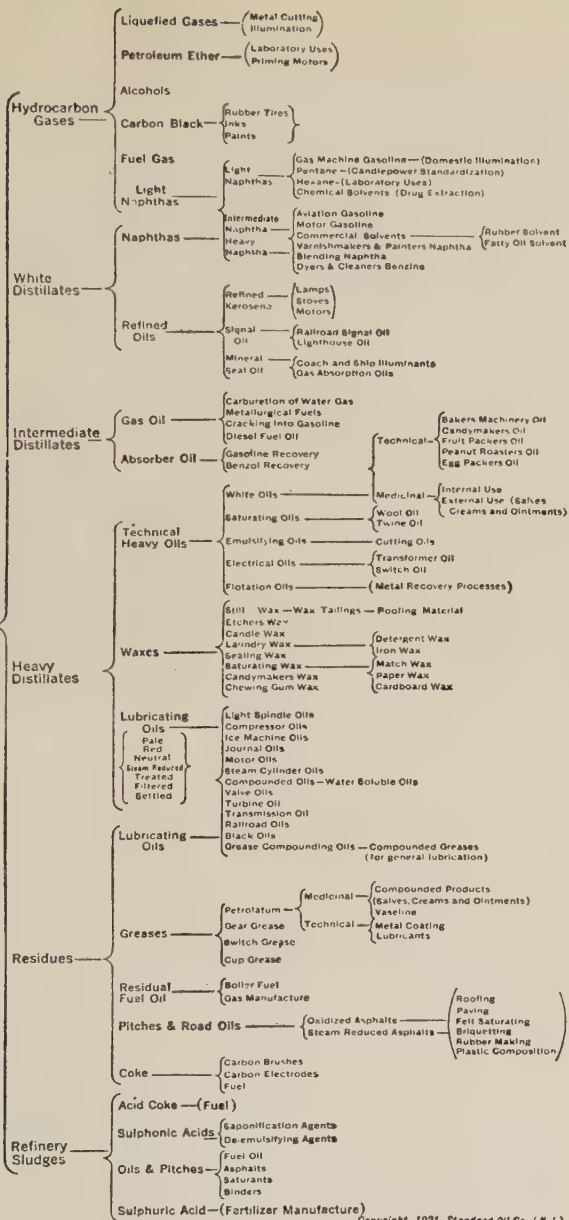 Hydrocarbon Gases
Liquefied Gases — (Metal Cutting
Illumination)
Petroleum Ether — (Laboratory Uses
Priming Motors)
Alcohols
Carbon Black — Rubber Tires
Inks
Paints
Fuel Gas
Light Naphthas
White Distillates
Naphthas
Light Naphthas
Gas Machine Gasoline — (Domestic Illumination)
Pentane — (Candlepower Standardization)
Hexane — (Laboratory Uses)
Chemical Solvents (Drug Extraction)
Intermediate Naphtha
Heavy Naphtha
Aviation Gasoline
Motor Gasoline
Commercial Solvents — Rubber Solvent
Fatty Oil Solvent
Varnishmakers & Painters Naphtha
Blending Naphtha
Dyers & Cleaners Benzine
Refined Oils
Refined Kerosene — Lamps
Stoves
Motors
Signal Oil — Railroad Signal Oil
Lighthouse Oil
Mineral Seal Oil — Coach and Ship Illuminants
Gas Absorption Oils
Intermediate Distillates
Gas Oil
Carburetion of Water Gas
Metallurgical Fuels
Cracking Into Gasoline
Diesel Fuel Oil
Absorber Oil — Gasoline Recovery
Benzol Recovery
Heavy Distillates
Technical Heavy Oils
White Oils
Technical — Bakers Machinery Oil
Candymakers Oil
Fruit Packers Oil
Peanut Roasters Oil
Egg Packers Oil
Medicinal — Internal Use
External Use (Salves
Creams and Ointments)
Saturating Oils — Wool Oil
Twine Oil
Emulsifying Oils — Cutting Oils
Electrical Oils — Transformer Oil
Switch Oil
Flotation Oils — (Metal Recovery Processes)
Waxes
Still Wax — Wax Tailings — Roofing Material
Etchers Wax
Candle Wax
Laundry Wax — Detergent Wax
Iron Wax
Sealing Wax
Saturating Wax — Match Wax
Paper Wax
Cardboard Wax
Candymakers Wax
Chewing Gum Wax
Lubricating Oils
Pale
Red
Neutral
Steam Reduced
Treated
Filtered
Settled
Light Spindle Oils
Compressor Oils
Ice Machine Oils
Journal Oils
Motor Oils
Steam Cylinder Oils
Compounded Oils — Water Soluble Oils
Valve Oils
Turbine Oil
Transmission Oil
Railroad Oils
Black Oils
Grease Compounding Oils — Compounded Greases
(for general lubrication)
Residues
Lubricating Oils
Greases
Petrolatum
Medicinal — Compounded Products
(Salves, Creams and Ointments)
Vaseline
Technical — Metal Coating
Lubricants
Gear Grease
Switch Grease
Cup Grease
Residual Fuel Oil — Boiler Fuel
Gas Manufacture
Pitches & Road Oils — Oxidized Asphalts
Steam Reduced Asphalts
Roofing
Paving
Felt Saturating
Briquetting
Rubber Making
Plastic Composition
Coke — Carbon Brushes
Carbon Electrodes
Fuel
Refinery Sludges
Acid Coke — (Fuel)
Sulphonic Acids — Saponification Agents
De-emulsifying Agents
Oils & Pitches — Fuel Oil
Asphalts
Saturants
Binders
Sulphuric Acid — (Fertilizer Manufacture)
Copyright, 1921, Standard Oil Co. (N.J.)